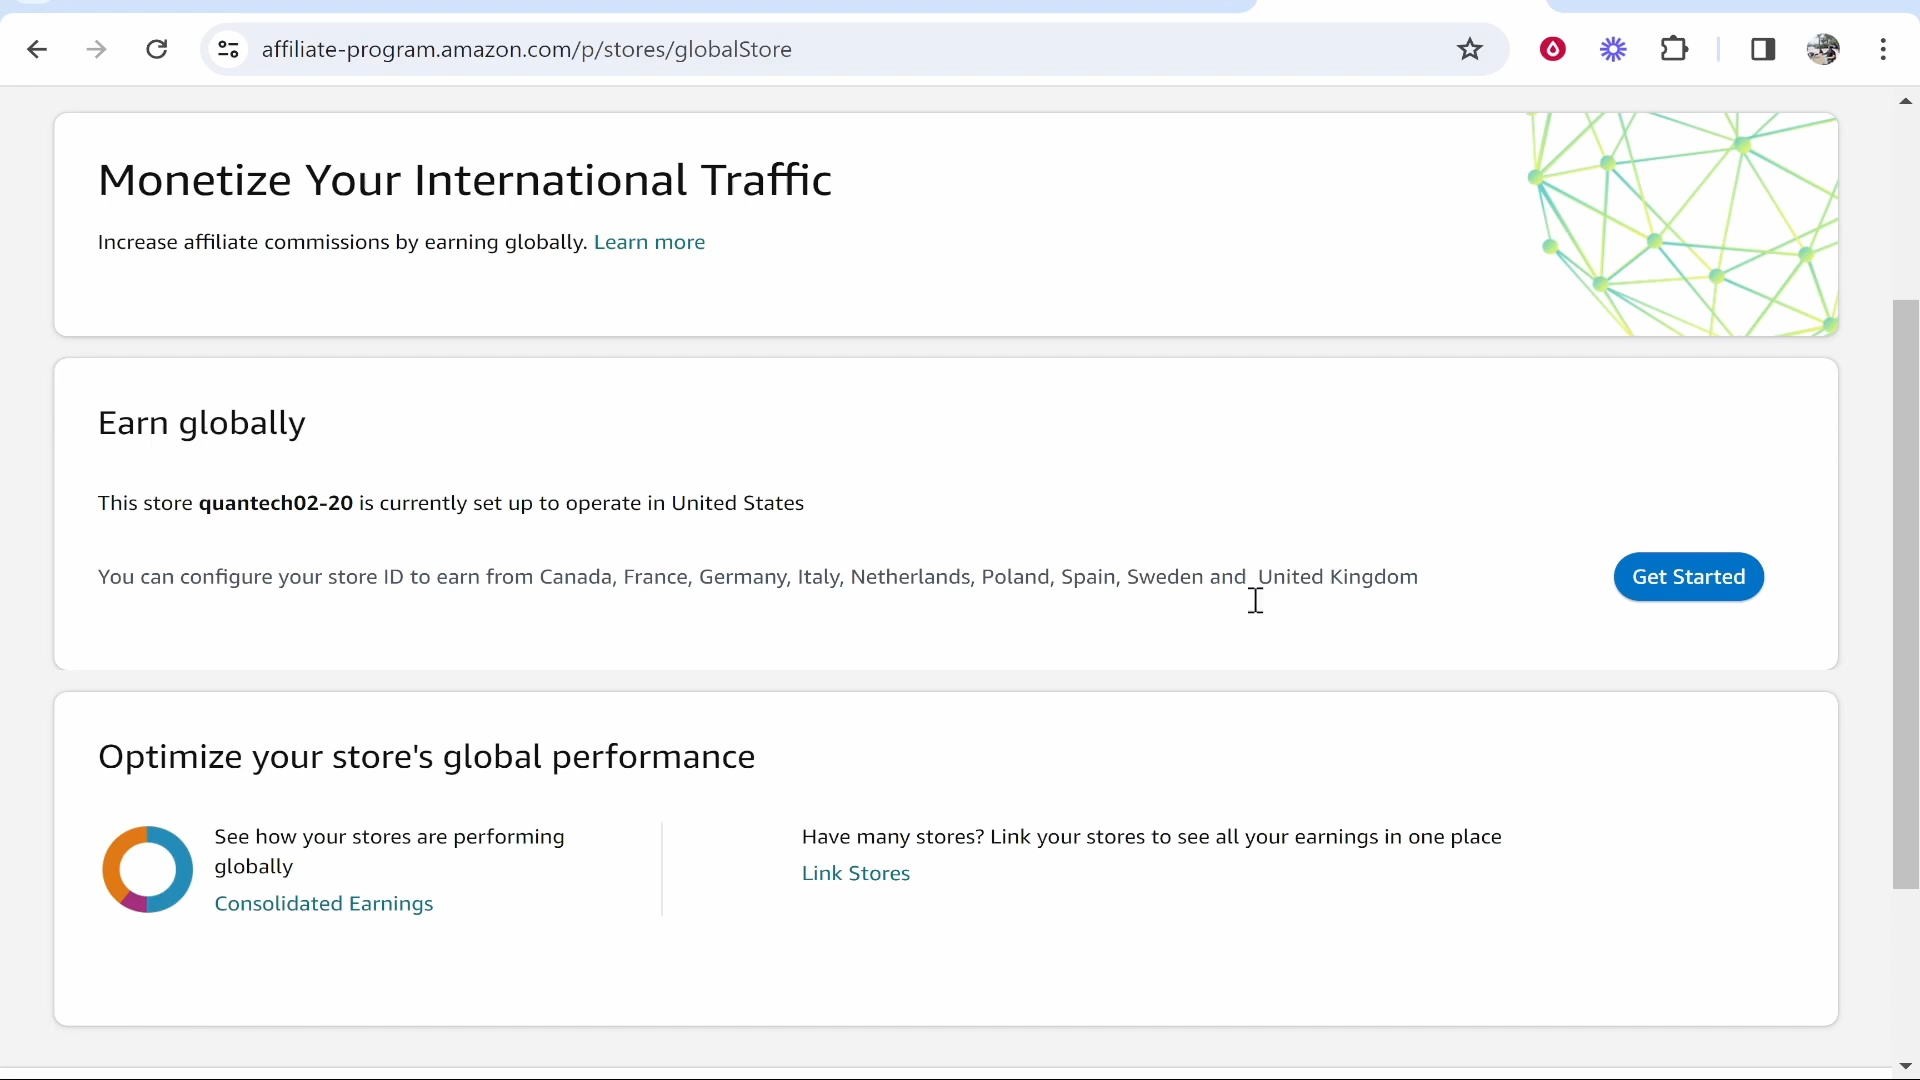 affiliate-program.amazon.com/p/stores/globalStore
Monetize Your International Traffic
Increase affiliate commissions by earning globally. Learn more
Earn globally
This store quantech02-20 is currently set up to operate in United States
You can configure your store ID to earn from Canada, France, Germany, Italy, Netherlands, Poland, Spain, Sweden and United Kingdom
Get Started
Optimize your store's global performance
See how your stores are performing
globally
Consolidated Earnings
Have many stores? Link your stores to see all your earnings in one place
Link Stores